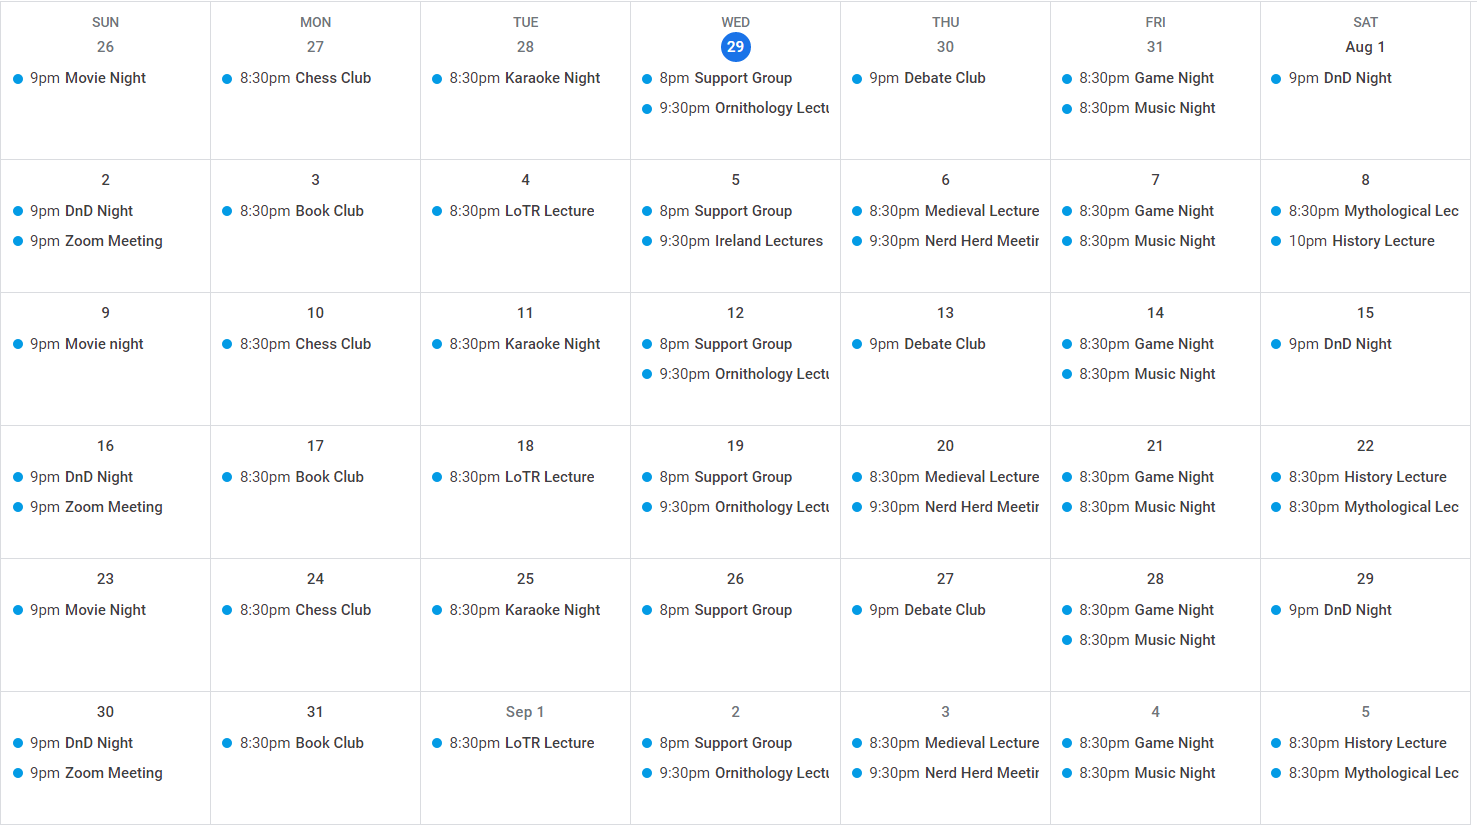 SUN MON TUE WED THU FRI SAT
26 27 28 29 30 31 Aug 1
9pm Movie Night
8:30pm Chess Club
8:30pm Karaoke Night
8pm Support Group
9:30pm Ornithology Lectu
9pm Debate Club
8:30pm Game Night
8:30pm Music Night
9pm DnD Night
2 3 4 5 6 7 8
9pm DnD Night
9pm Zoom Meeting
8:30pm Book Club
8:30pm LoTR Lecture
8pm Support Group
9:30pm Ireland Lectures
8:30pm Medieval Lecture
9:30pm Nerd Herd Meetin
8:30pm Game Night
8:30pm Music Night
8:30pm Mythological Lec
10pm History Lecture
9 10 11 12 13 14 15
9pm Movie night
8:30pm Chess Club
8:30pm Karaoke Night
8pm Support Group
9:30pm Ornithology Lectu
9pm Debate Club
8:30pm Game Night
8:30pm Music Night
9pm DnD Night
16 17 18 19 20 21 22
9pm DnD Night
9pm Zoom Meeting
8:30pm Book Club
8:30pm LoTR Lecture
8pm Support Group
9:30pm Ornithology Lectu
8:30pm Medieval Lecture
9:30pm Nerd Herd Meetin
8:30pm Game Night
8:30pm Music Night
8:30pm History Lecture
8:30pm Mythological Lec
23 24 25 26 27 28 29
9pm Movie Night
8:30pm Chess Club
8:30pm Karaoke Night
8pm Support Group
9pm Debate Club
8:30pm Game Night
8:30pm Music Night
9pm DnD Night
30 31 Sep 1 2 3 4 5
9pm DnD Night
9pm Zoom Meeting
8:30pm Book Club
8:30pm LoTR Lecture
8pm Support Group
9:30pm Ornithology Lectu
8:30pm Medieval Lecture
9:30pm Nerd Herd Meetin
8:30pm Game Night
8:30pm Music Night
8:30pm History Lecture
8:30pm Mythological Lec